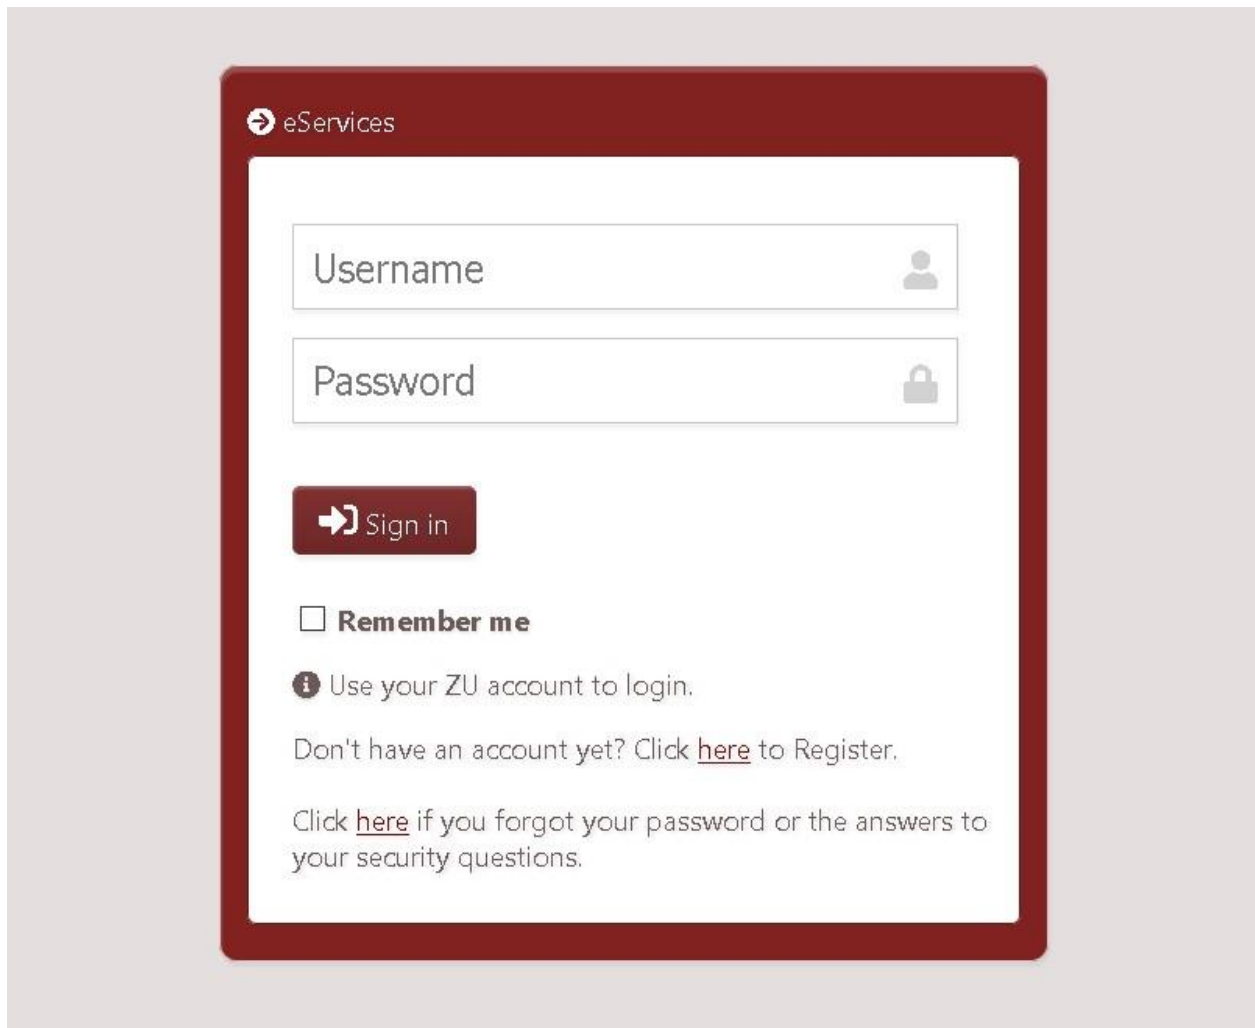 eServices
Username
Password
Sign in
Remember me
Use your ZU account to login.
Don't have an account yet? Click here to Register.
Click here if you forgot your password or the answers to
your security questions.